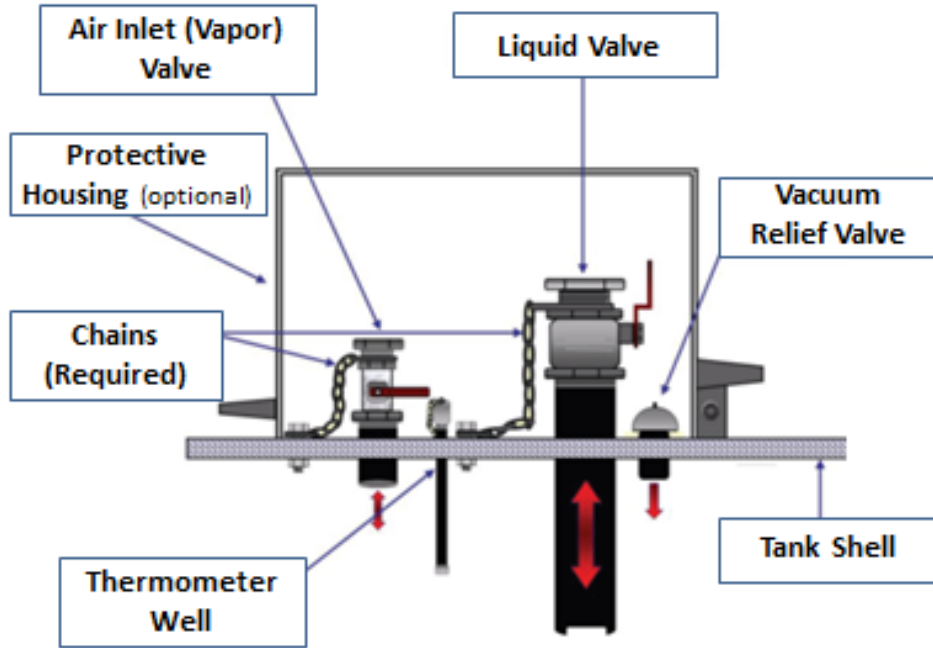 Air Inlet (Vapor)
Valve
Liquid Valve
Protective
Housing (optional)
Vacuum
Relief Valve
Chains
(Required)
Thermometer
Well
Tank Shell